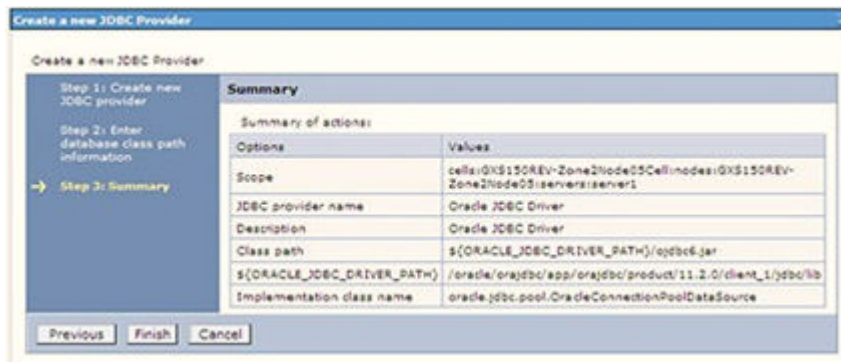 Create a new JDBC Provider
Create a new JDBC Provider
Step 1: Create new
JDBC provider
Step 2: Enter
database class path
information
Step 3: Summary
Summary
Summary of actions:
Options Values
Scope cells:GXS150REV-Zone2Node05Cell:nodes:GXS150REV-
Zone2Node05:servers:server1
JDBC provider name Oracle JDBC Driver
Description Oracle JDBC Driver
Class path ${ORACLE_JDBC_DRIVER_PATH}/ojdbc6.jar
${ORACLE_JDBC_DRIVER_PATH} /oracle/orajdbc/app/orajdbc/product/11.2.0/client_1/jdbc/lib
Implementation class name oracle.jdbc.pool.OracleConnectionPoolDataSource
Previous Finish Cancel